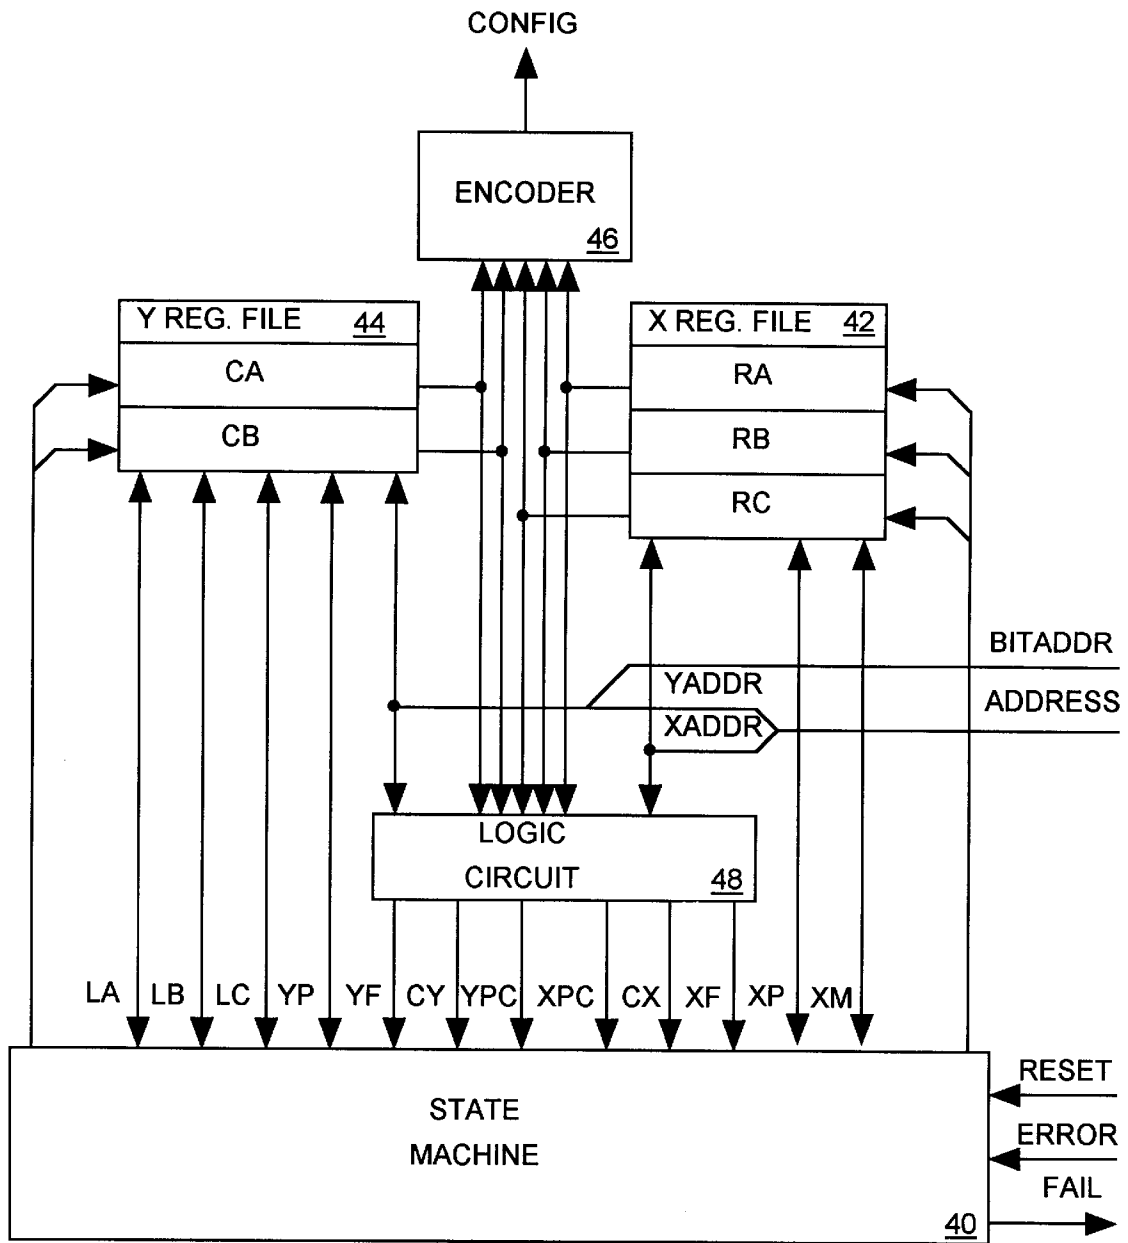 CONFIG
ENCODER
46
Y REG. FILE 44
X REG. FILE 42
CA
RA
CB
RB
RC
BITADDR
YADDR
ADDRESS
XADDR
LOGIC
CIRCUIT 48
LA LB LC YP YF CY YPC XPC CX XF XP XM
RESET
STATE
ERROR
MACHINE
FAIL
40